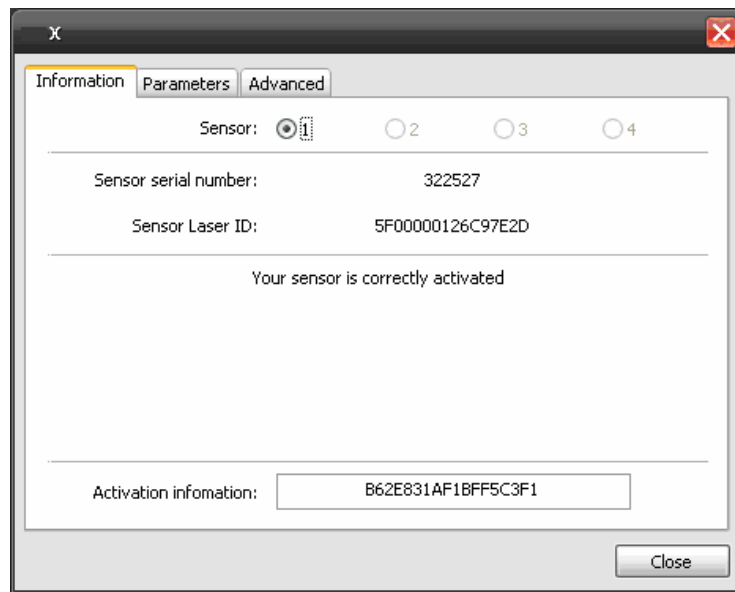 X
Information Parameters Advanced
Sensor: 1 2 3 4
Sensor serial number: 322527
Sensor Laser ID: 5F00000126C97E2D
Your sensor is correctly activated
Activation infomation: B62E831AF1BFF5C3F1
Close